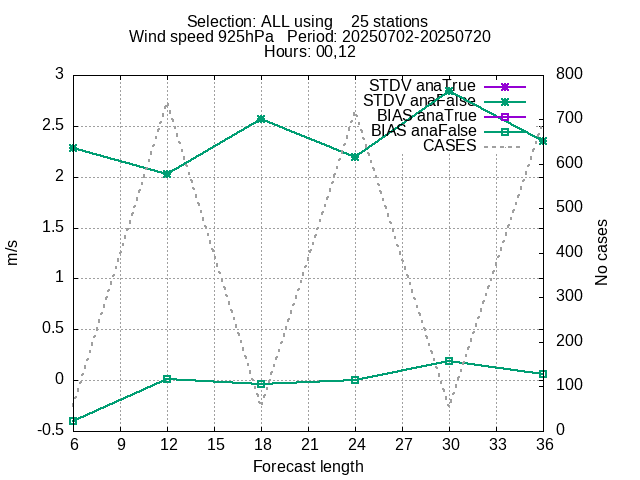 Selection: ALL using    25 stations
Wind speed 925hPa   Period: 20250702-20250720
Hours: 00,12
STDV anaTrue
STDV anaFalse
BIAS anaTrue
BIAS anaFalse
CASES
3
2.5
2
1.5
1
0.5
0
-0.5
m/s
800
700
600
500
400
300
200
100
0
No cases
6 9 12 15 18 21 24 27 30 33 36
Forecast length